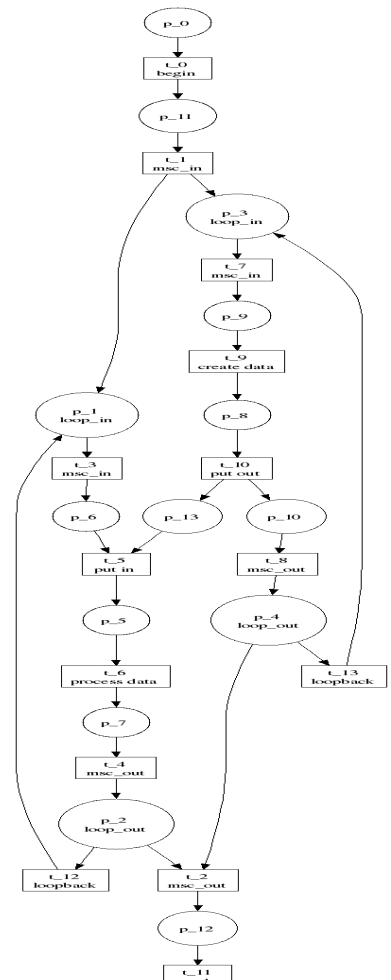 p_0
t_0
begin
p_11
t_1
msc_in
p_3
loop_in
t_7
msc_in
p_9
t_9
create data
p_1
loop_in
p_8
t_3
msc_in
t_10
put out
p_6
p_13
p_10
t_5
put in
t_8
msc_out
p_5
p_4
loop_out
t_6
process data
t_13
loopback
p_7
t_4
msc_out
p_2
loop_out
t_12
loopback
t_2
msc_out
p_12
t_11